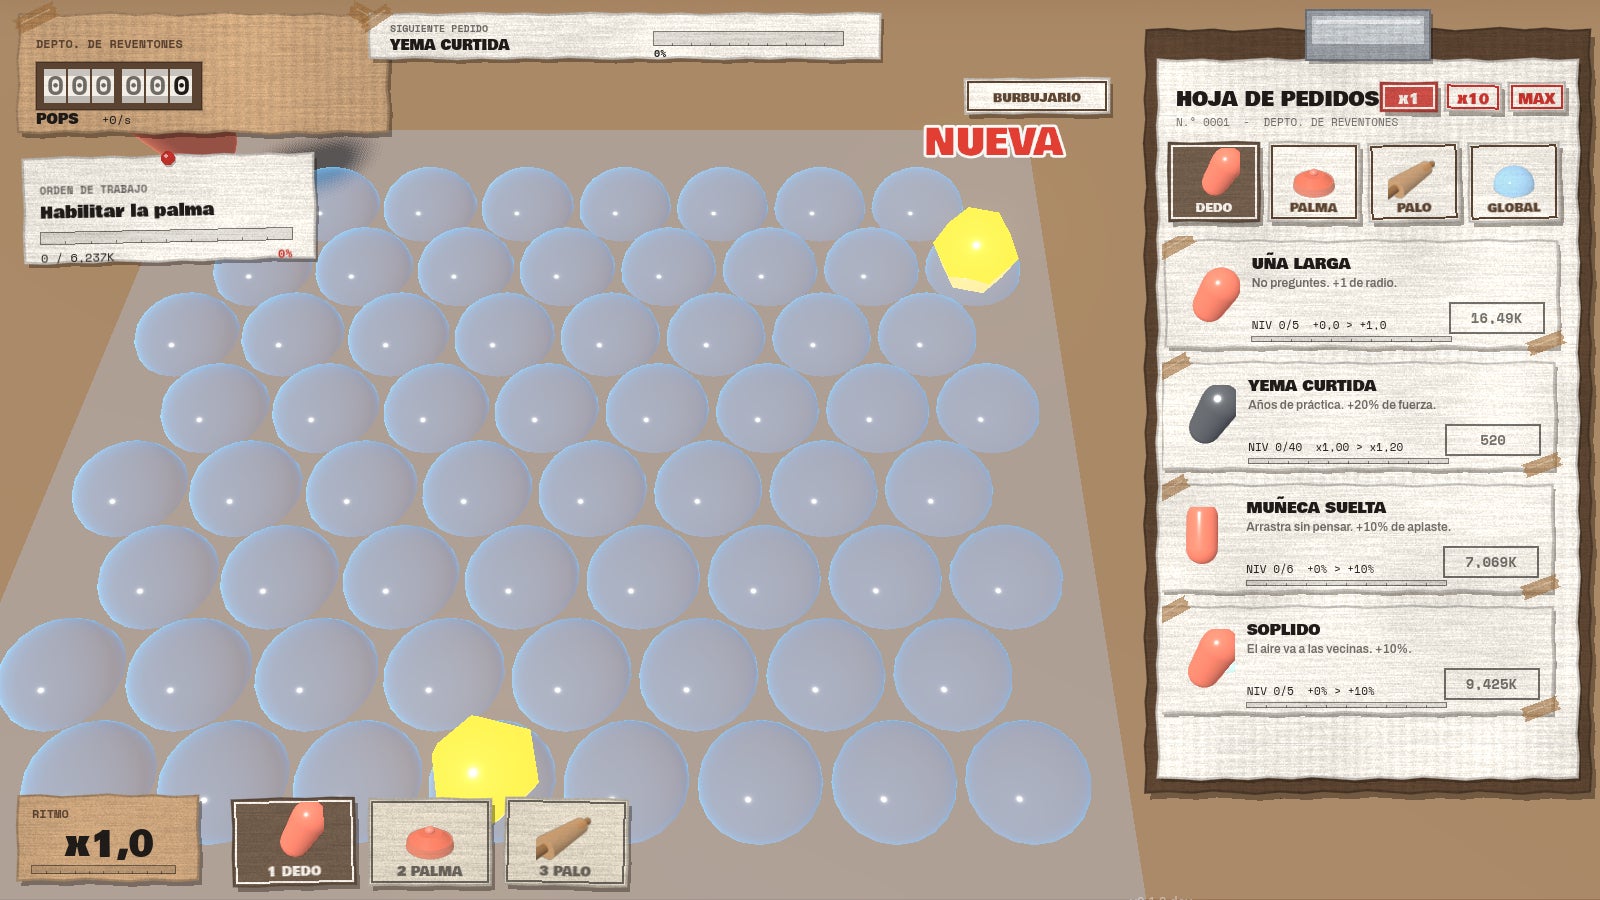 DEPTO. DE REVENTONES
000 000
POPS +0/s
SIGUIENTE PEDIDO
YEMA CURTIDA
0%
BURBUJARIO
NUEVA
ORDEN DE TRABAJO
Habilitar la palma
0 / 6,237K 0%
HOJA DE PEDIDOS x1 x10 MAX
N.° 0001 - DEPTO. DE REVENTONES
DEDO PALMA PALO GLOBAL
UÑA LARGA
No preguntes. +1 de radio.
NIV 0/5 +0,0 > +1,0
16,49K
YEMA CURTIDA
Años de práctica. +20% de fuerza.
NIV 0/40 x1,00 > x1,20
520
MUÑECA SUELTA
Arrastra sin pensar. +10% de aplaste.
NIV 0/6 +0% > +10%
7,069K
SOPLIDO
El aire va a las vecinas. +10%.
NIV 0/5 +0% > +10%
9,425K
RITMO
x1,0
1 DEDO 2 PALMA 3 PALO